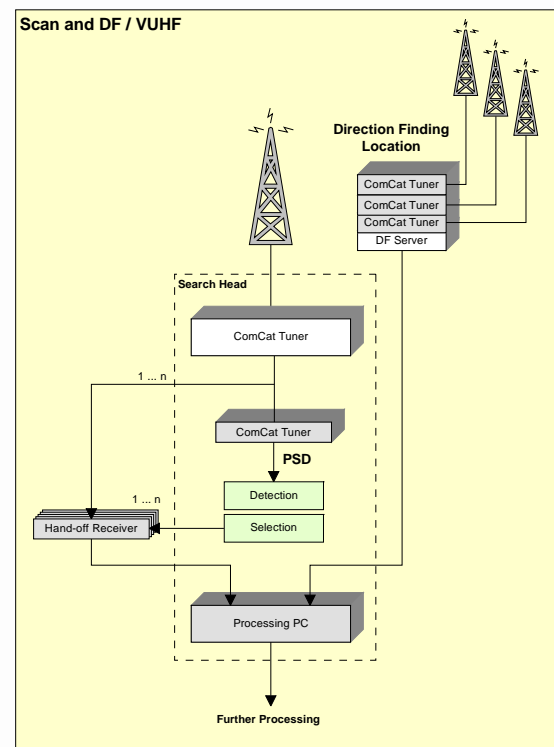 Scan and DF / VUHF
Direction Finding
Location
ComCat Tuner
ComCat Tuner
ComCat Tuner
DF Server
Search Head
ComCat Tuner
1 ... n
ComCat Tuner
PSD
Detection
1 ... n
Selection
Hand-off Receiver
Processing PC
Further Processing